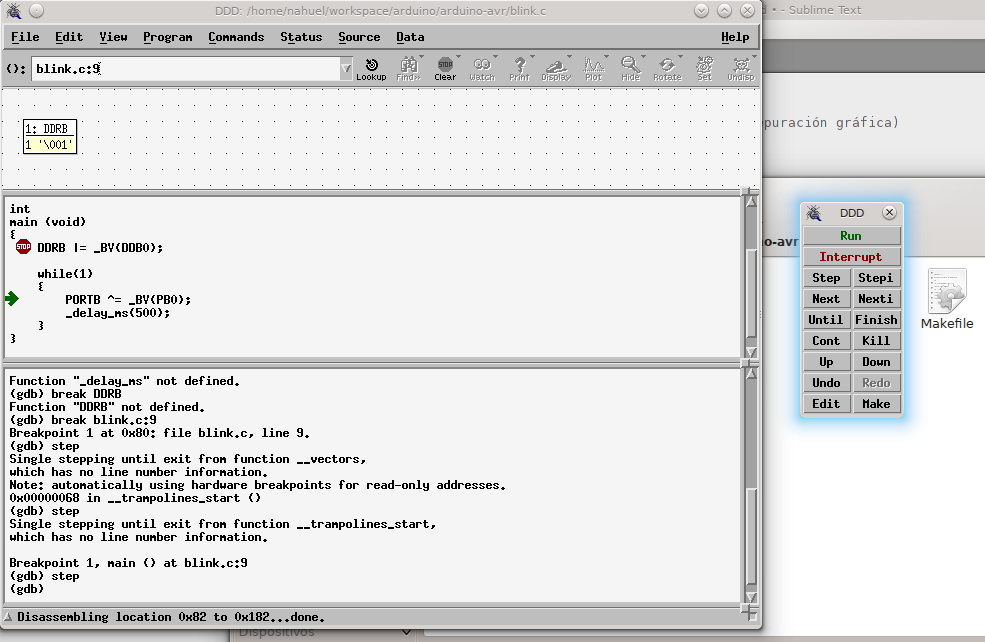 DDD: /home/nahuel/workspace/arduino/arduino-avr/blink.c
• - Sublime Text
File Edit View Program Commands Status Source Data Help
(): blink.c:9
Lookup Find» Clear Watch Print Display Plot Hide Rotate Set Undisp
1: DDRB
1 '\001'
puración gráfica)
int
main (void)
{
STOP DDRB |= _BV(DDB0);
while(1)
{
PORTB ^= _BV(PB0);
_delay_ms(500);
}
}
Function "_delay_ms" not defined.
(gdb) break DDRB
Function "DDRB" not defined.
(gdb) break blink.c:9
Breakpoint 1 at 0x80: file blink.c, line 9.
(gdb) step
Single stepping until exit from function __vectors,
which has no line number information.
Note: automatically using hardware breakpoints for read-only addresses.
0x00000068 in __trampolines_start ()
(gdb) step
Single stepping until exit from function __trampolines_start,
which has no line number information.
Breakpoint 1, main () at blink.c:9
(gdb) step
(gdb)
Disassembling location 0x82 to 0x182...done.
Dispositivos
o-avr
DDD
Run
Interrupt
Step Stepi
Next Nexti
Until Finish
Cont Kill
Up Down
Undo Redo
Edit Make
Makefile